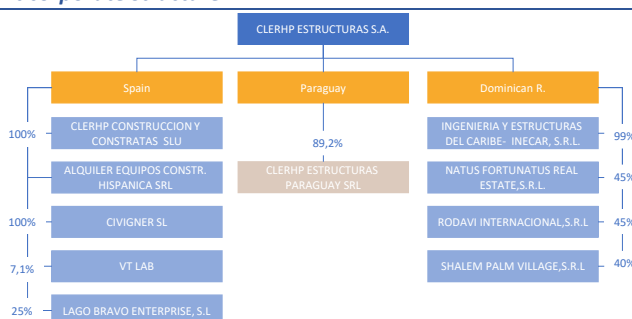 CLERHP ESTRUCTURAS S.A.
Spain
Paraguay
Dominican R.
100%
CLERHP CONSTRUCCION Y
CONSTRATAS SLU
ALQUILER EQUIPOS CONSTR.
HISPANICA SRL
100%
CIVIGNER SL
7,1%
VT LAB
25%
LAGO BRAVO ENTERPRISE, S.L
89,2%
CLERHP ESTRUCTURAS
PARAGUAY SRL
INGENIERIA Y ESTRUCTURAS
DEL CARIBE- INECAR, S.R.L.
99%
NATUS FORTUNATUS REAL
ESTATE,S.R.L.
45%
RODAVI INTERNACIONAL,S.R.L
45%
SHALEM PALM VILLAGE,S.R.L
40%